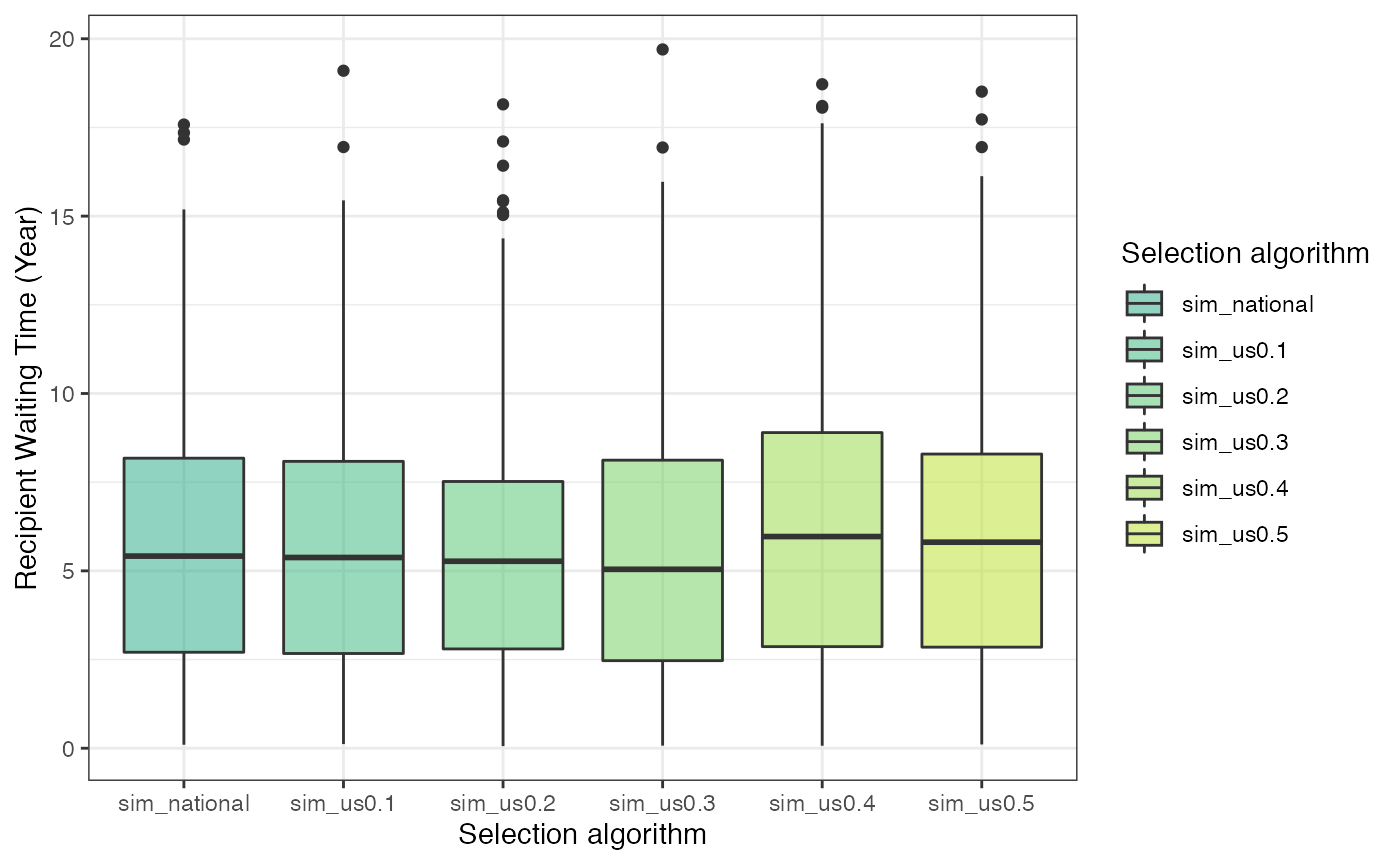 Recipient Waiting Time (Year)
20
15
10
5
0
sim_national sim_us0.1 sim_us0.2 sim_us0.3 sim_us0.4 sim_us0.5
Selection algorithm
Selection algorithm
sim_national
sim_us0.1
sim_us0.2
sim_us0.3
sim_us0.4
sim_us0.5